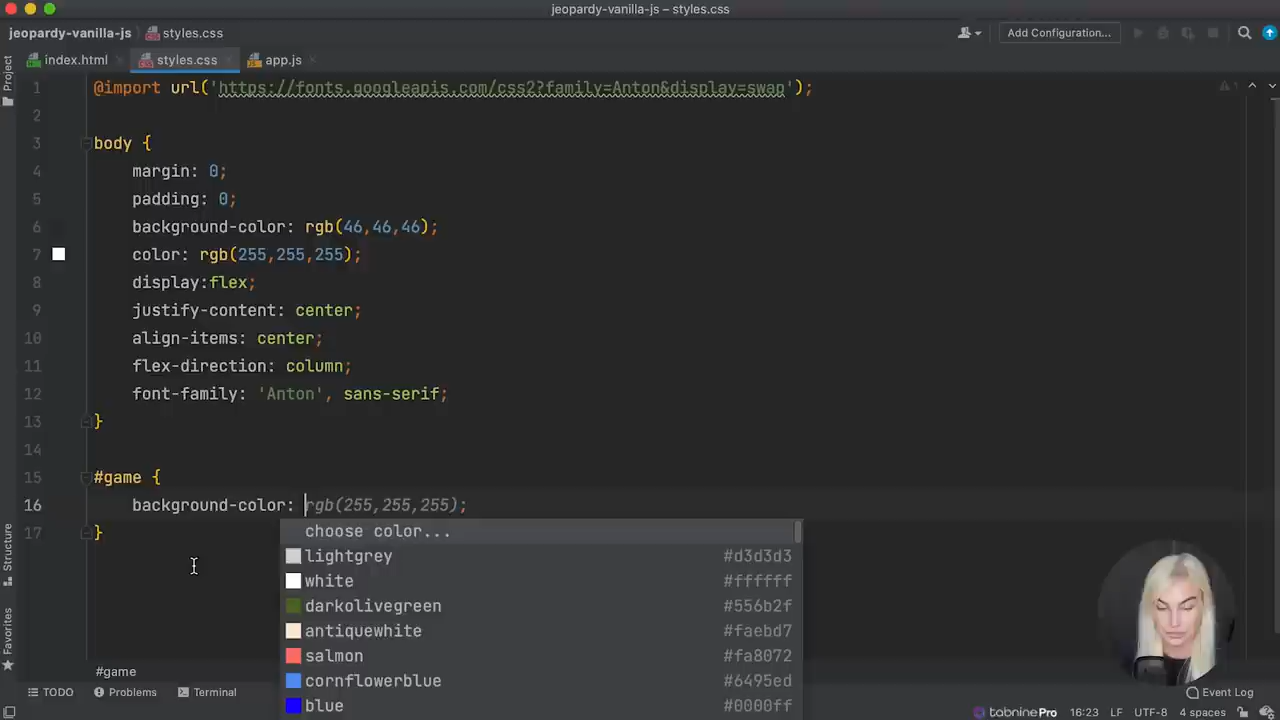 jeopardy-vanilla-js – styles.css
jeopardy-vanilla-js
styles.css
Add Configuration...
Project
index.html
styles.css
app.js
1 @import url('https://fonts.googleapis.com/css2?family=Anton&display=swap');
1
2
3 body {
4 margin: 0;
5 padding: 0;
6 background-color: rgb(46,46,46);
7 color: rgb(255,255,255);
8 display:flex;
9 justify-content: center;
10 align-items: center;
11 flex-direction: column;
12 font-family: 'Anton', sans-serif;
13 }
14
15 #game {
16 background-color: rgb(255,255,255);
17 }
choose color...
lightgrey #d3d3d3
white #ffffff
darkolivegreen #556b2f
antiquewhite #faebd7
salmon #fa8072
cornflowerblue #6495ed
blue #0000ff
Structure
Favorites
#game
TODO
Problems
Terminal
Event Log
tabninePro
16:23
LF
UTF-8
4 spaces